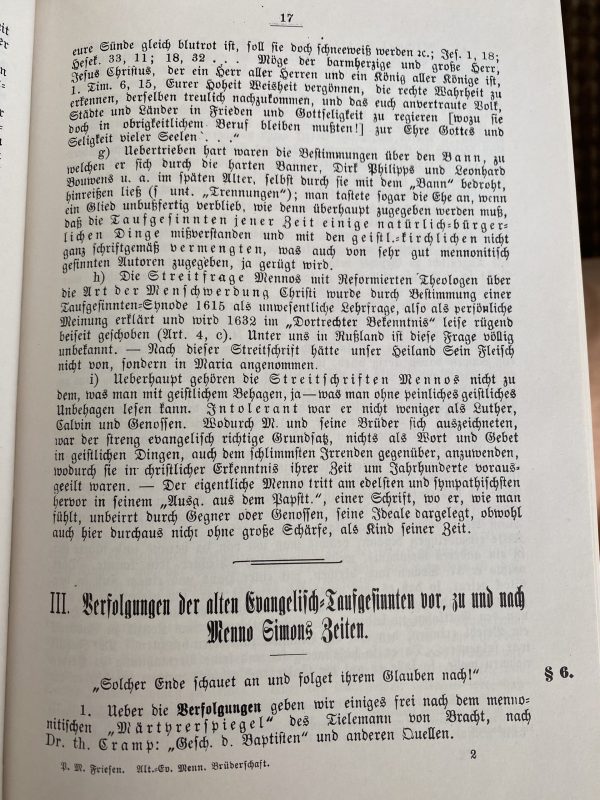 17
eure Sünde gleich blutrot ist, soll sie doch schneeweiß werden ꝛc.; Jes. 1, 18;
Hesek. 33, 11; 18, 32 . . . Möge der barmherzige und große Herr,
Jesus Christus, der ein Herr aller Herren und ein König aller Könige ist,
1. Tim. 6, 15, Eurer Hoheit Weisheit vergönnen, die rechte Wahrheit zu
erkennen, derselben treulich nachzukommen, und das euch anvertraute Volk,
Städte und Länder in Frieden und Gottseligkeit zu regieren [wozu sie
doch in obrigkeitlichem Beruf bleiben mußten!] zur Ehre Gottes und
Seligkeit vieler Seelen . . ."
g) Uebertrieben hart waren die Bestimmungen über den Bann, zu
welchen er sich durch die harten Banner, Dirk Philipps und Leonhard
Bouwens u. a. im späten Alter, selbst durch sie mit dem „Bann" bedroht,
hinreißen ließ (s unt. „Trennungen"); man tastete sogar die Ehe an, wenn
ein Glied unbußfertig verblieb, wie denn überhaupt zugegeben werden muß,
daß die Taufgesinnten jener Zeit einige natürlich-bürger-
lichen Dinge mißverstanden und mit den geistl.-kirchlichen nicht
ganz schriftgemäß vermengten, was auch von sehr gut mennonitisch
gesinnten Autoren zugegeben, ja gerügt wird.
h) Die Streitfrage Mennos mit Reformierten Theologen über
die Art der Menschwerdung Christi wurde durch Bestimmung einer
Taufgesinnten-Synode 1615 als unwesentliche Lehrfrage, also als persönliche
Meinung erklärt und wird 1632 im „Dortrechter Bekenntnis" leise rügend
beiseit geschoben (Art. 4, c). Unter uns in Rußland ist diese Frage völlig
unbekannt. — Nach dieser Streitschrift hätte unser Heiland Sein Fleisch
nicht von, sondern in Maria angenommen.
i) Ueberhaupt gehören die Streitschriften Mennos nicht zu
dem, was man mit geistlichem Behagen, ja—was man ohne peinliches geistliches
Unbehagen lesen kann. Intolerant war er nicht weniger als Luther,
Calvin und Genossen. Wodurch M. und seine Brüder sich auszeichneten,
war der streng evangelisch richtige Grundsatz, nichts als Wort und Gebet
in geistlichen Dingen, auch dem schlimmsten Irrenden gegenüber, anzuwenden,
wodurch sie in christlicher Erkenntnis ihrer Zeit um Jahrhunderte voraus-
geeilt waren. — Der eigentliche Menno tritt am edelsten und sympathischsten
hervor in seinem „Ausg. aus dem Papstt.", einer Schrift, wo er, wie man
fühlt, unbeirrt durch Gegner oder Genossen, seine Ideale dargelegt, obwohl
auch hier durchaus nicht ohne große Schärfe, als Kind seiner Zeit.
III. Verfolgungen der alten Evangelisch-Taufgesinnten vor, zu und nach
Menno Simons Zeiten.
„Solcher Ende schauet an und folget ihrem Glauben nach!" § 6.
1. Ueber die Verfolgungen geben wir einiges frei nach dem menno-
nitischen „Märtyrerspiegel" des Tielemann von Bracht, nach
Dr. th. Cramp: „Gesch. d. Baptisten" und anderen Quellen.
P. M. Friesen. Alt.-Ev. Menn. Brüderschaft. 2